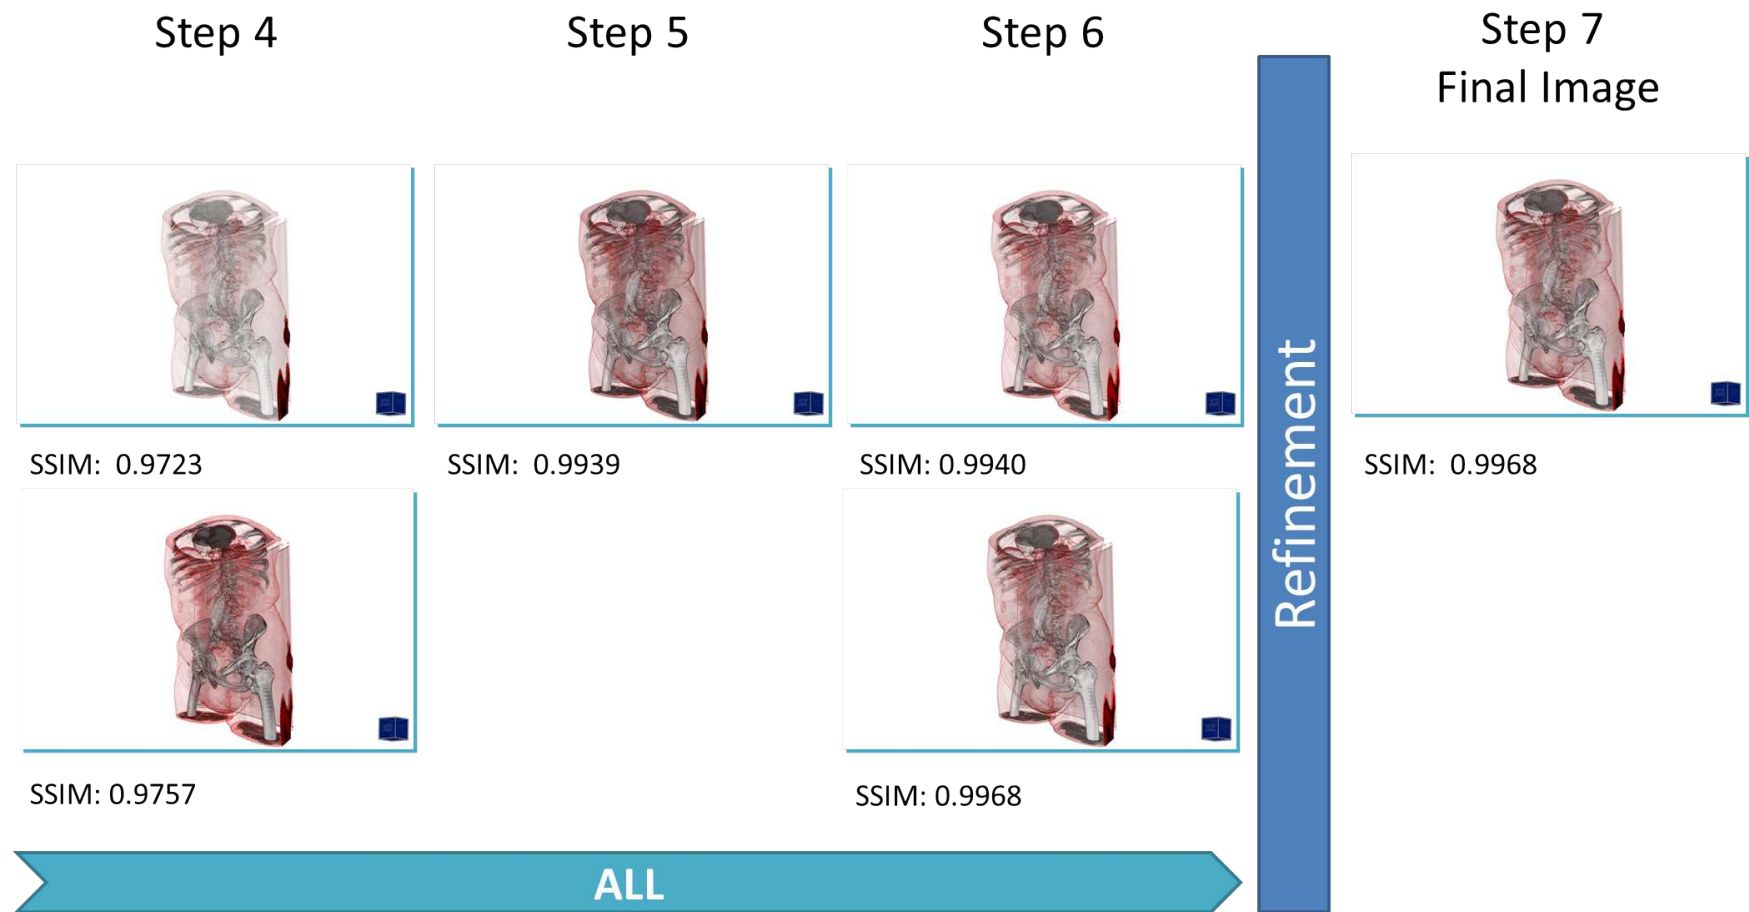 Step 4
Step 5
Step 6
Step 7
Final Image
SSIM:  0.9723
SSIM:  0.9939
SSIM: 0.9940
SSIM:  0.9968
SSIM: 0.9757
SSIM: 0.9968
Refinement
ALL